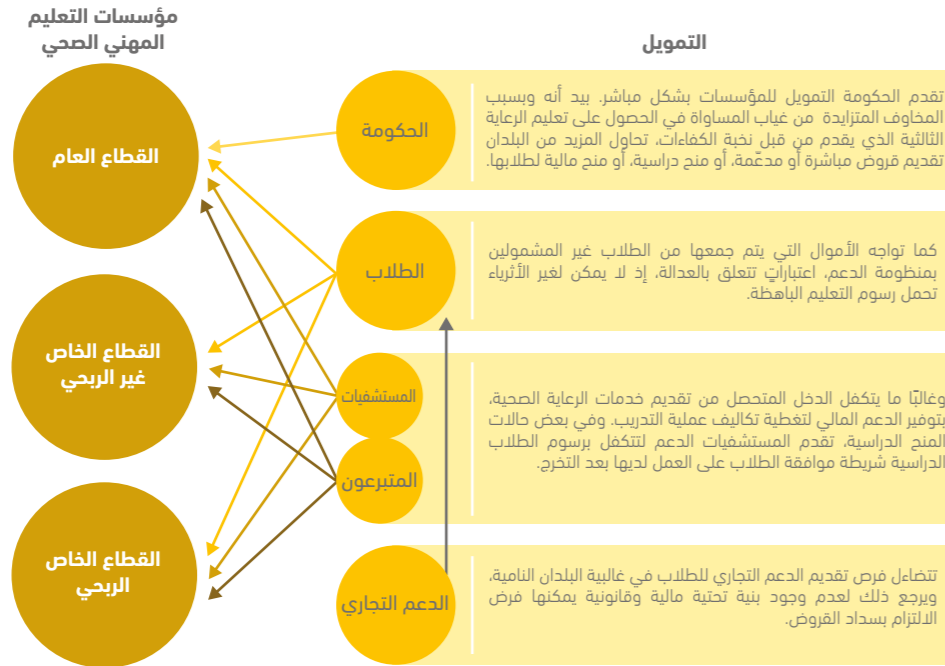 مؤسسات التعليم
المهني الصحي
التمويل
القطاع العام
الحكومة
تقدم الحكومة التمويل للمؤسسات بشكل مباشر. بيد أنه وبسبب
المخاوف المتزايدة من غياب المساواة في الحصول على تعليم الرعاية
الثالثية الذي يقدم من قبل نخبة الكفاءات، تحاول المزيد من البلدان
تقديم قروض مباشرة أو مدعّمة، أو منح دراسية، أو منح مالية لطلابها.
الطلاب
كما تواجه الأموال التي يتم جمعها من الطلاب غير المشمولين
بمنظومة الدعم، اعتباراتٍ تتعلق بالعدالة، إذ لا يمكن لغير الأثرياء
تحمل رسوم التعليم الباهظة.
القطاع الخاص
غير الربحي
المستشفيات
المتبرعون
وغالبًا ما يتكفل الدخل المتحصل من تقديم خدمات الرعاية الصحية،
بتوفير الدعم المالي لتغطية تكاليف عملية التدريب. وفي بعض حالات
المنح الدراسية، تقدم المستشفيات الدعم لتتكفل برسوم الطلاب
الدراسية شريطة موافقة الطلاب على العمل لديها بعد التخرج.
القطاع الخاص
الربحي
الدعم التجاري
تتضاءل فرص تقديم الدعم التجاري للطلاب في غالبية البلدان النامية،
ويرجع ذلك لعدم وجود بنية تحتية مالية وقانونية يمكنها فرض
الالتزام بسداد القروض.